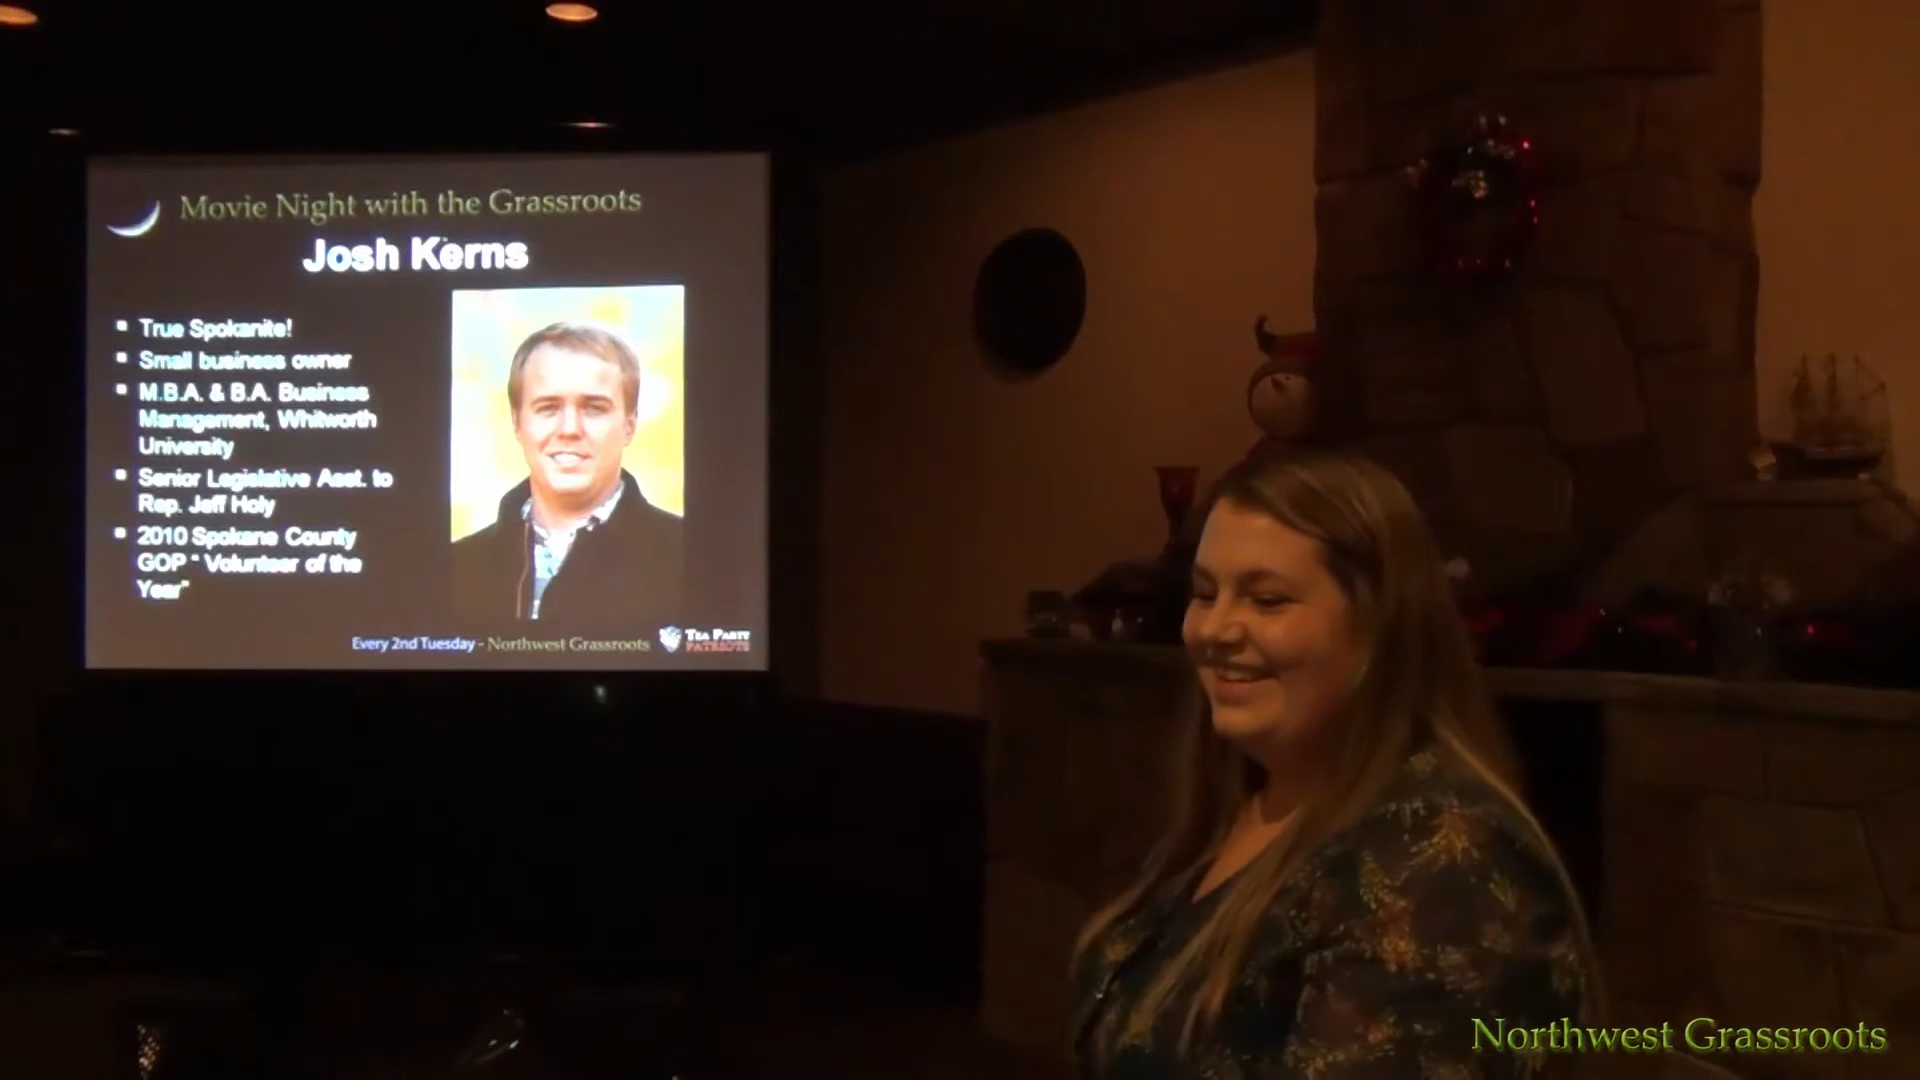 Movie Night with the Grassroots
Josh Kerns
True Spokanite!
Small business owner
M.B.A. & B.A. Business
Management, Whitworth
University
Senior Legislative Asst. to
Rep. Jeff Holy
2010 Spokane County
GOP “ Volunteer of the
Year”
Every 2nd Tuesday - Northwest Grassroots
TEA PARTY
PATRIOTS
Northwest Grassroots